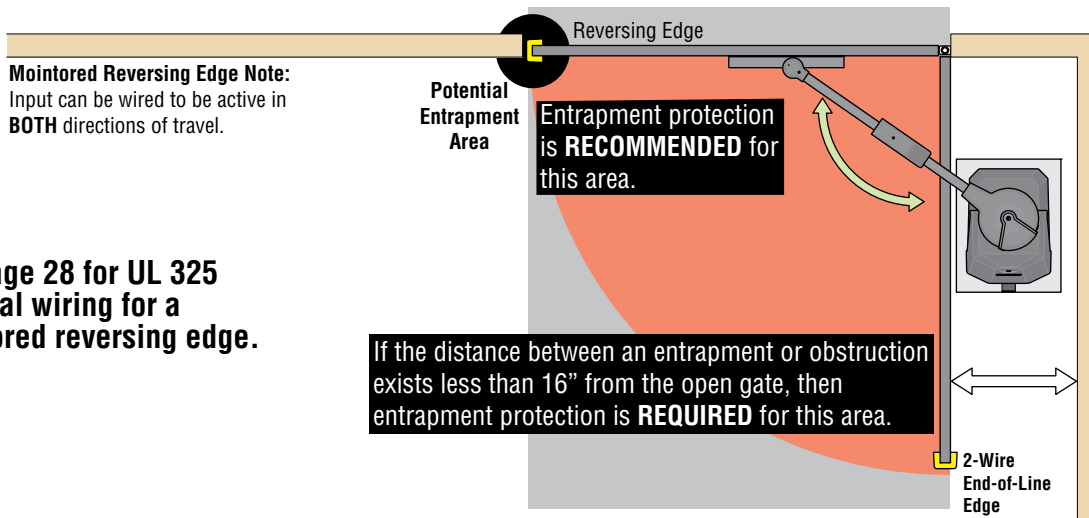 Reversing Edge
Mointored Reversing Edge Note:
Input can be wired to be active in
BOTH directions of travel.
Potential
Entrapment
Area
Entrapment protection
is RECOMMENDED for
this area.
age 28 for UL 325
al wiring for a
ored reversing edge.
If the distance between an entrapment or obstruction
exists less than 16” from the open gate, then
entrapment protection is REQUIRED for this area.
2-Wire
End-of-Line
Edge